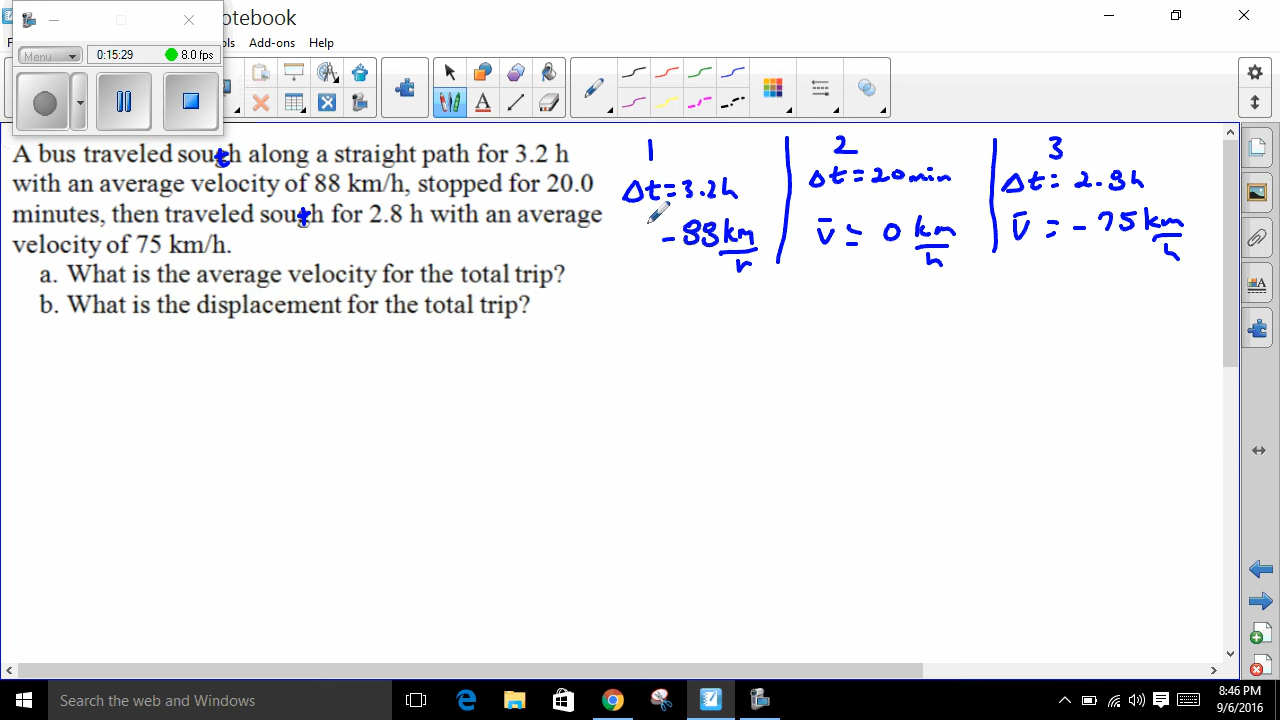 otebook
Menu
0:15:29
8.0 fps
ols Add-ons Help
A bus traveled south along a straight path for 3.2 h
with an average velocity of 88 km/h, stopped for 20.0
minutes, then traveled south for 2.8 h with an average
velocity of 75 km/h.
a. What is the average velocity for the total trip?
b. What is the displacement for the total trip?
1
Δt=3.2h
-88 km/r
2
Δt=20min
v̄ = 0 km/h
3
Δt= 2.8h
v̄ = -75 km/h
Search the web and Windows
8:46 PM
9/6/2016